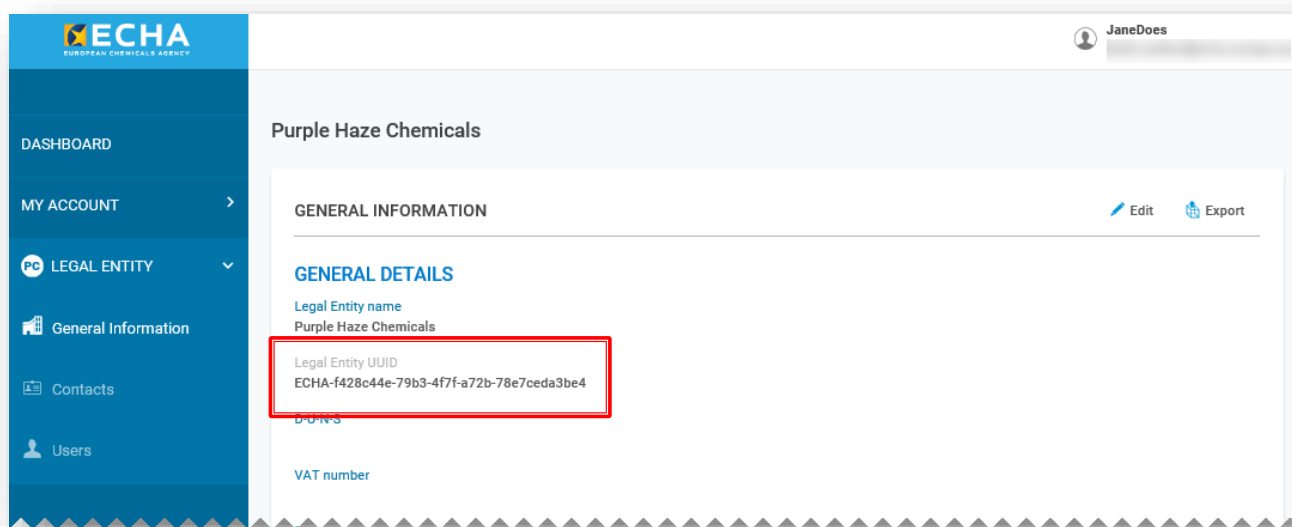 ECHA
EUROPEAN CHEMICALS AGENCY
JaneDoes
DASHBOARD
MY ACCOUNT
PC LEGAL ENTITY
General Information
Contacts
Users
Purple Haze Chemicals
GENERAL INFORMATION
Edit
Export
GENERAL DETAILS
Legal Entity name
Purple Haze Chemicals
Legal Entity UUID
ECHA-f428c44e-79b3-4f7f-a72b-78e7ceda3be4
D-U-N-S
VAT number